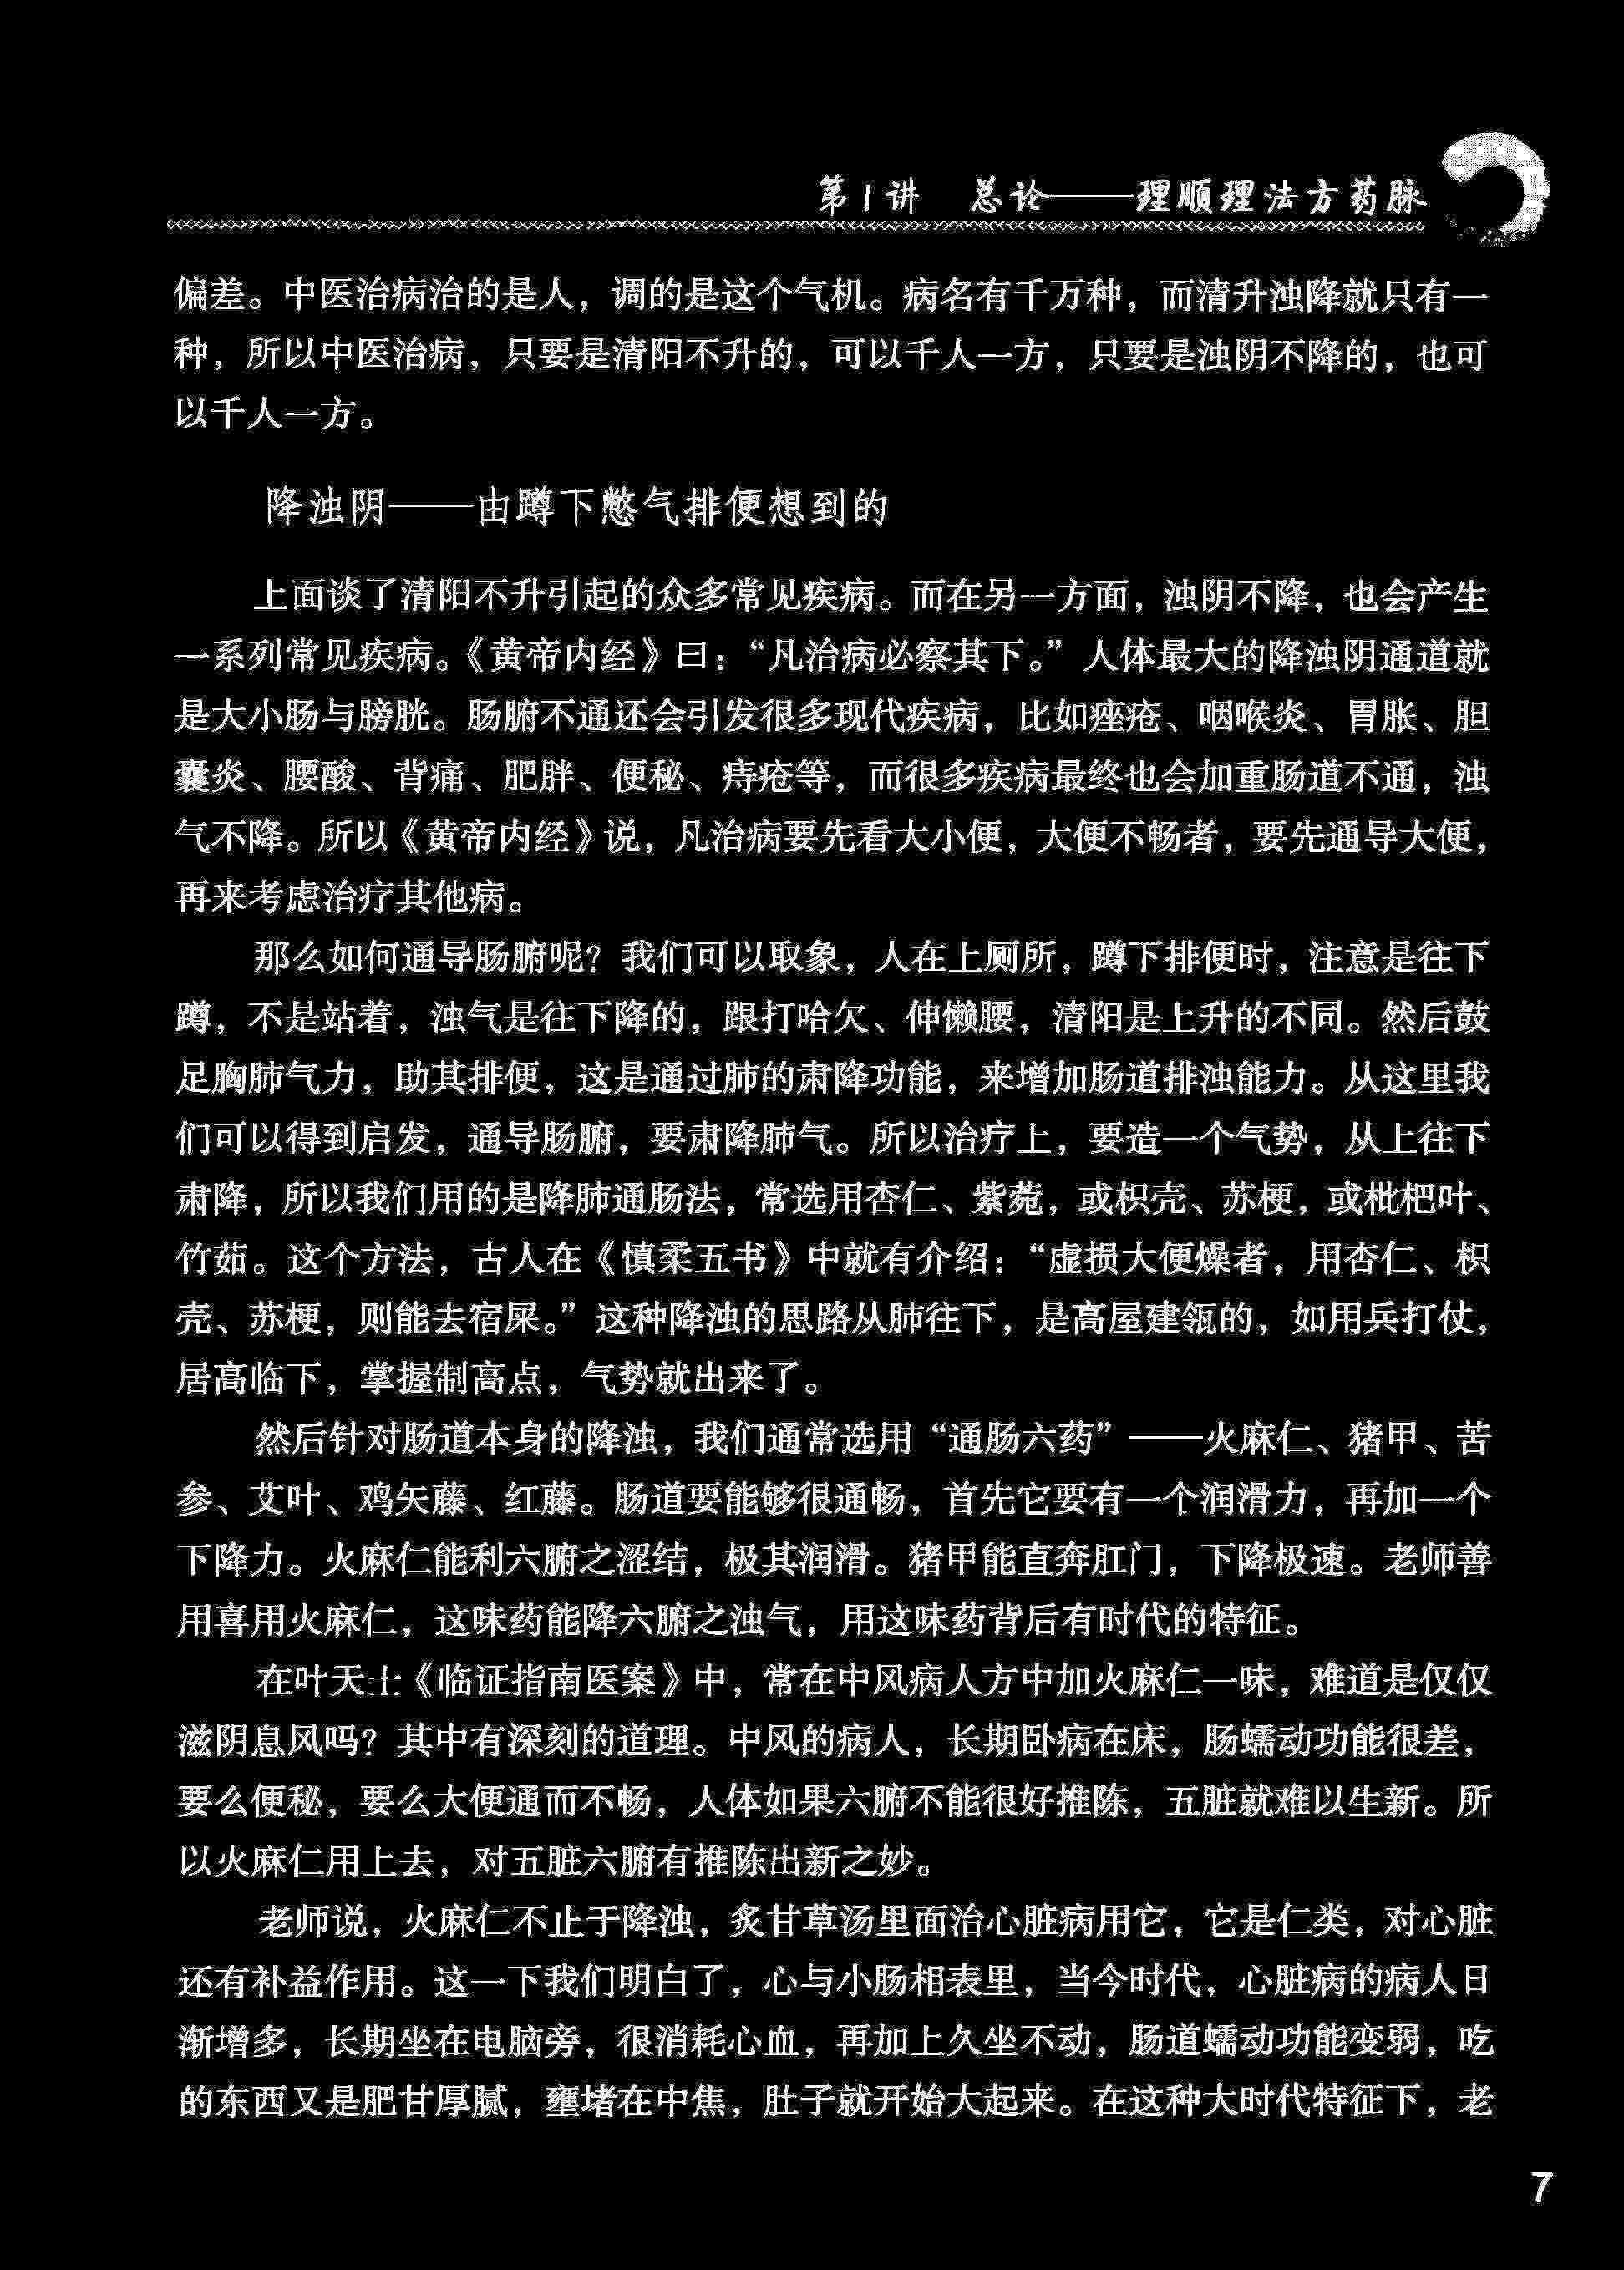 第1讲 总论——理顺理法方药脉
偏差。中医治病治的是人，调的是这个气机。病名有千万种，而清升浊降就只有一
种，所以中医治病，只要是清阳不升的，可以千人一方，只要是浊阴不降的，也可
以千人一方。
降浊阴——由蹲下憋气排便想到的
上面谈了清阳不升引起的众多常见疾病。而在另一方面，浊阴不降，也会产生
一系列常见疾病。《黄帝内经》曰：“凡治病必察其下。”人体最大的降浊阴通道就
是大小肠与膀胱。肠腑不通还会引发很多现代疾病，比如痤疮、咽喉炎、胃胀、胆
囊炎、腰酸、背痛、肥胖、便秘、痔疮等，而很多疾病最终也会加重肠道不通，浊
气不降。所以《黄帝内经》说，凡治病要先看大小便，大便不畅者，要先通导大便，
再来考虑治疗其他病。
那么如何通导肠腑呢？我们可以取象，人在上厕所，蹲下排便时，注意是往下
蹲，不是站着，浊气是往下降的，跟打哈欠、伸懒腰，清阳是上升的不同。然后鼓
足胸肺气力，助其排便，这是通过肺的肃降功能，来增加肠道排浊能力。从这里我
们可以得到启发，通导肠腑，要肃降肺气。所以治疗上，要造一个气势，从上往下
肃降，所以我们用的是降肺通肠法，常选用杏仁、紫菀，或枳壳、苏梗，或枇杷叶、
竹茹。这个方法，古人在《慎柔五书》中就有介绍：“虚损大便燥者，用杏仁、枳
壳、苏梗，则能去宿屎。”这种降浊的思路从肺往下，是高屋建瓴的，如用兵打仗，
居高临下，掌握制高点，气势就出来了。
然后针对肠道本身的降浊，我们通常选用“通肠六药”——火麻仁、猪甲、苦
参、艾叶、鸡矢藤、红藤。肠道要能够很通畅，首先它要有一个润滑力，再加一个
下降力。火麻仁能利六腑之涩结，极其润滑。猪甲能直奔肛门，下降极速。老师善
用喜用火麻仁，这味药能降六腑之浊气，用这味药背后有时代的特征。
在叶天士《临证指南医案》中，常在中风病人方中加火麻仁一味，难道是仅仅
滋阴息风吗？其中有深刻的道理。中风的病人，长期卧病在床，肠蠕动功能很差，
要么便秘，要么大便通而不畅，人体如果六腑不能很好推陈，五脏就难以生新。所
以火麻仁用上去，对五脏六腑有推陈出新之妙。
老师说，火麻仁不止于降浊，炙甘草汤里面治心脏病用它，它是仁类，对心脏
还有补益作用。这一下我们明白了，心与小肠相表里，当今时代，心脏病的病人日
渐增多，长期坐在电脑旁，很消耗心血，再加上久坐不动，肠道蠕动功能变弱，吃
的东西又是肥甘厚腻，壅堵在中焦，肚子就开始大起来。在这种大时代特征下，老
7